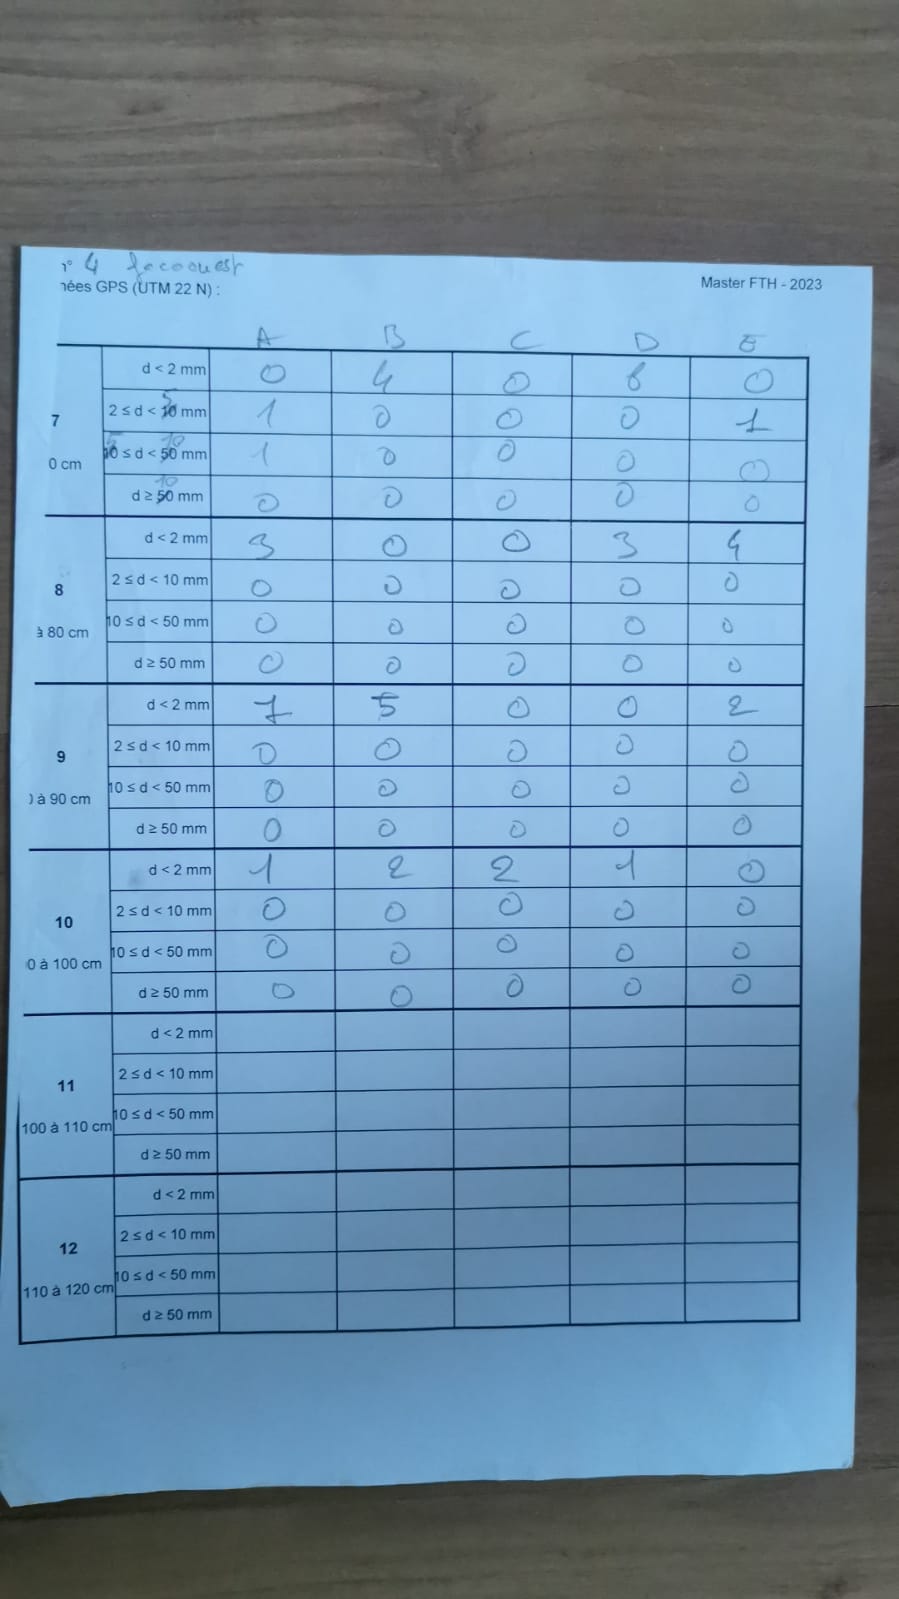 n° 4
nées GPS (UTM 22 N) :
Master FTH - 2023
A B C D E
7
0 cm
d < 2 mm 0 4 0 8 0
2 ≤ d < 5 mm 1 0 0 0 1
5 ≤ d < 10 mm 1 0 0 0 0
d ≥ 10 mm 0 0 0 0 0
8
à 80 cm
d < 2 mm 3 0 0 3 4
2 ≤ d < 10 mm 0 0 0 0 0
10 ≤ d < 50 mm 0 0 0 0 0
d ≥ 50 mm 0 0 0 0 0
9
) à 90 cm
d < 2 mm 7 5 0 0 2
2 ≤ d < 10 mm 0 0 0 0 0
10 ≤ d < 50 mm 0 0 0 0 0
d ≥ 50 mm 0 0 0 0 0
10
0 à 100 cm
d < 2 mm 1 2 2 1 0
2 ≤ d < 10 mm 0 0 0 0 0
10 ≤ d < 50 mm 0 0 0 0 0
d ≥ 50 mm 0 0 0 0 0
11
100 à 110 cm
d < 2 mm
2 ≤ d < 10 mm
10 ≤ d < 50 mm
d ≥ 50 mm
12
110 à 120 cm
d < 2 mm
2 ≤ d < 10 mm
10 ≤ d < 50 mm
d ≥ 50 mm